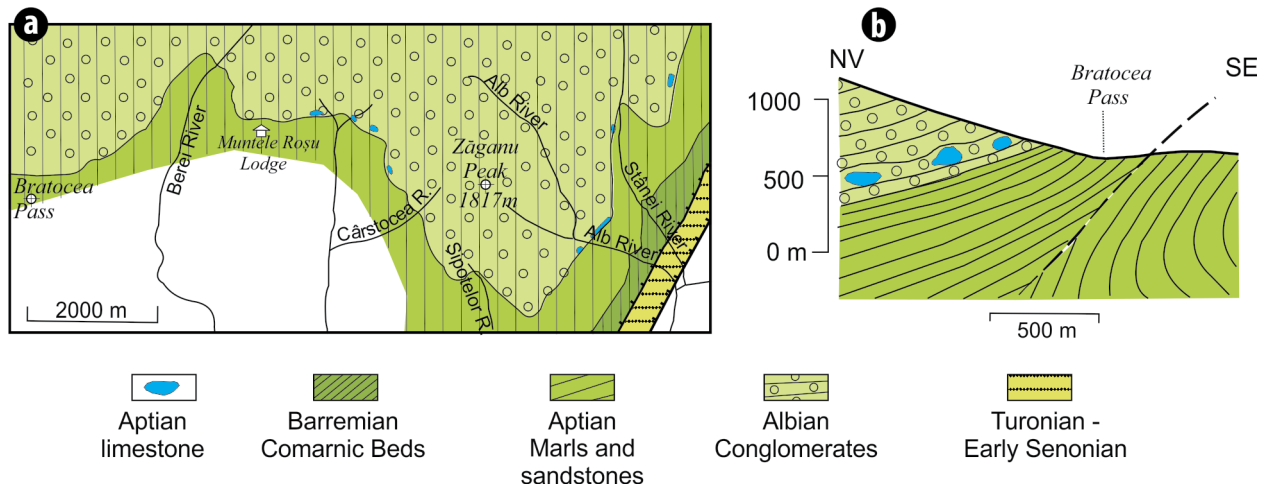 a
Berei River
Muntele Roșu
Lodge
Bratocea
Pass
Cârstocea R.
Alb River
Zăganu
Peak
1817m
Stânei River
Alb River
Sipotelor R.
2000 m
b
NV
SE
Bratocea
Pass
1000
500
0 m
500 m
Aptian
limestone
Barremian
Comarnic Beds
Aptian
Marls and
sandstones
Albian
Conglomerates
Turonian -
Early Senonian